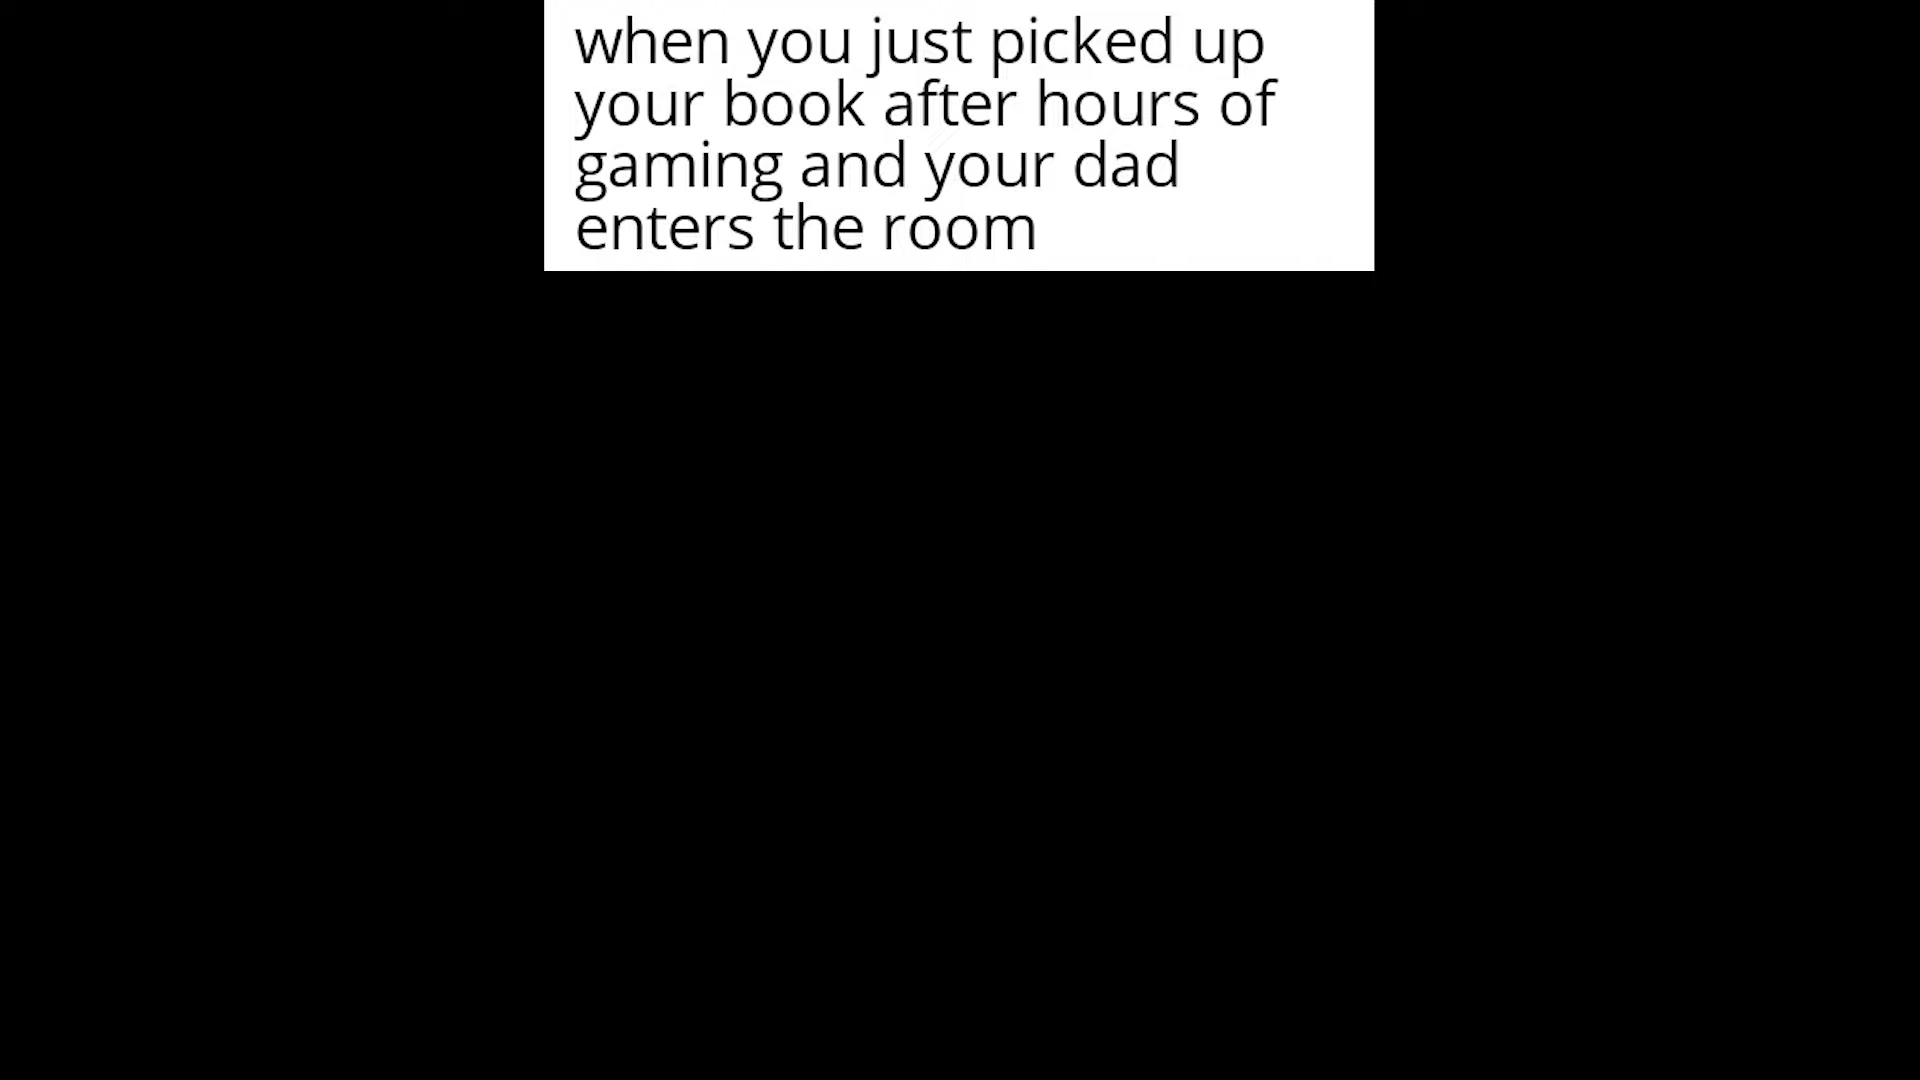 when you just picked up
your book after hours of
gaming and your dad
enters the room